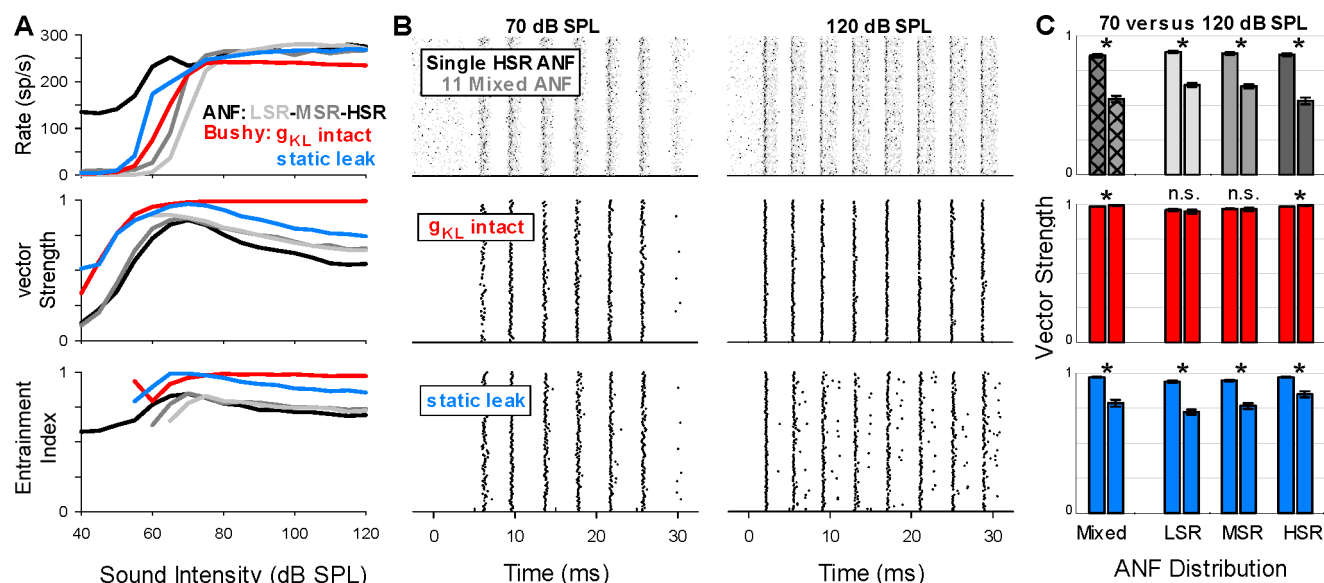 A
Rate (sp/s)
300
200
100
0
ANF: LSR-MSR-HSR
Bushy: gKL intact
static leak
vector
Strength
1
0
Entrainment
Index
1
0
40
60
80
100
120
Sound Intensity (dB SPL)
B
70 dB SPL
120 dB SPL
Single HSR ANF
11 Mixed ANF
gKL intact
static leak
0
10
20
30
Time (ms)
0
10
20
30
Time (ms)
C
70 versus 120 dB SPL
1
0
* * * *
Vector Strength
1
0
* n.s. n.s. *
1
0
* * * *
Mixed
LSR
MSR
HSR
ANF Distribution